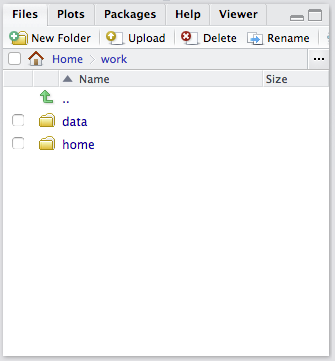 Files Plots Packages Help Viewer
New Folder Upload Delete Rename
Home work ...
Name Size
..
data
home